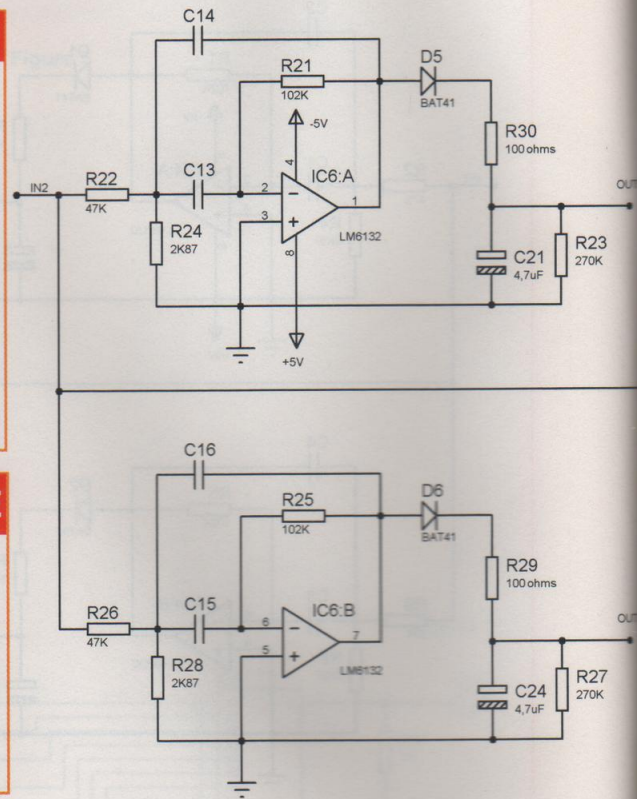 C14
R21
102K
D5
BAT41
-5V
R30
100 ohms
IN2
R22
47K
C13
4
IC6:A
2
3
1
8
LM6132
R24
2K87
OUT
C21
4,7uF
R23
270K
+5V
C16
R25
102K
D6
BAT41
R29
100 ohms
R26
47K
C15
IC6:B
6
5
7
LM6132
R28
2K87
OUT
C24
4,7uF
R27
270K